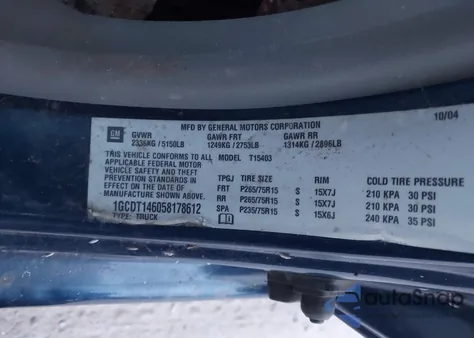 MFD BY GENERAL MOTORS CORPORATION 10/04
GM GVWR GAWR FRT GAWR RR
2336KG / 5150LB 1249KG / 2753LB 1314KG / 2896LB
THIS VEHICLE CONFORMS TO ALL MODEL T15403
APPLICABLE FEDERAL MOTOR
VEHICLE SAFETY AND THEFT TPGJ TIRE SIZE RIM COLD TIRE PRESSURE
PREVENTION STANDARDS IN FRT P265/75R15 S 15X7J 210 KPA 30 PSI
EFFECT ON THE DATE OF RR P265/75R15 S 15X7J 210 KPA 30 PSI
MANUFACTURE SHOWN ABOVE. SPA P235/75R15 S 15X6J 240 KPA 35 PSI
1GCDT146058178612
TYPE: TRUCK
autoSnap